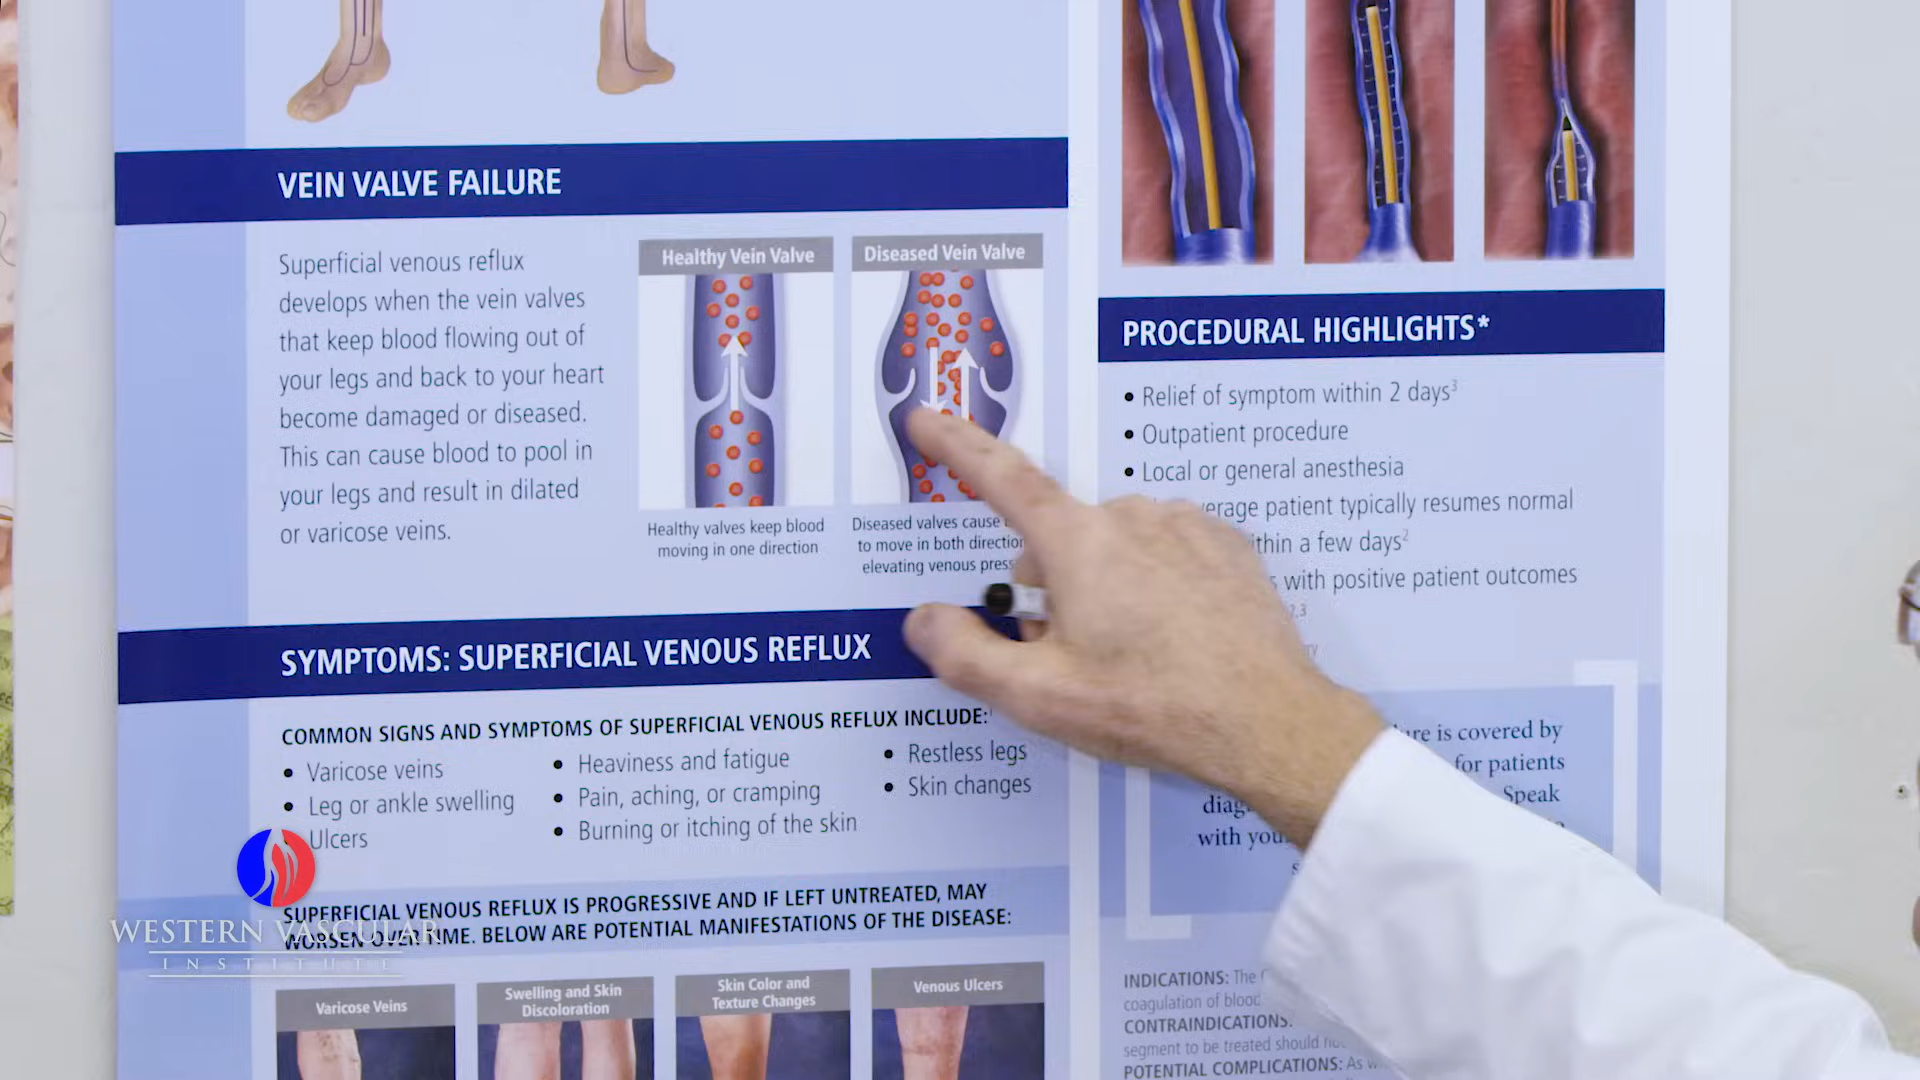 VEIN VALVE FAILURE
Superficial venous reflux
develops when the vein valves
that keep blood flowing out of
your legs and back to your heart
become damaged or diseased.
This can cause blood to pool in
your legs and result in dilated
or varicose veins.
Healthy Vein Valve
Healthy valves keep blood
moving in one direction
Diseased Vein Valve
Diseased valves cause
to move in both
elevating venous
SYMPTOMS: SUPERFICIAL VENOUS REFLUX
COMMON SIGNS AND SYMPTOMS OF SUPERFICIAL VENOUS REFLUX INCLUDE:
• Varicose veins
• Leg or ankle swelling
• Ulcers
• Heaviness and fatigue
• Pain, aching, or cramping
• Burning or itching of the skin
• Restless legs
• Skin changes
SUPERFICIAL VENOUS REFLUX IS PROGRESSIVE AND IF LEFT UNTREATED, MAY
WORSEN OVER TIME. BELOW ARE POTENTIAL MANIFESTATIONS OF THE DISEASE:
Varicose Veins
Swelling and Skin
Discoloration
Skin Color and
Texture Changes
Venous Ulcers
PROCEDURAL HIGHLIGHTS*
• Relief of symptom within 2 days3
• Outpatient procedure
• Local or general anesthesia
patient typically resumes normal
a few days2
with positive patient outcomes
2,3
is covered by
for patients
Speak
with
INDICATIONS: The
coagulation of blood
CONTRAINDICATIONS:
segment to be treated should
POTENTIAL COMPLICATIONS: As
WESTERN VASCULAR
INSTITUTE